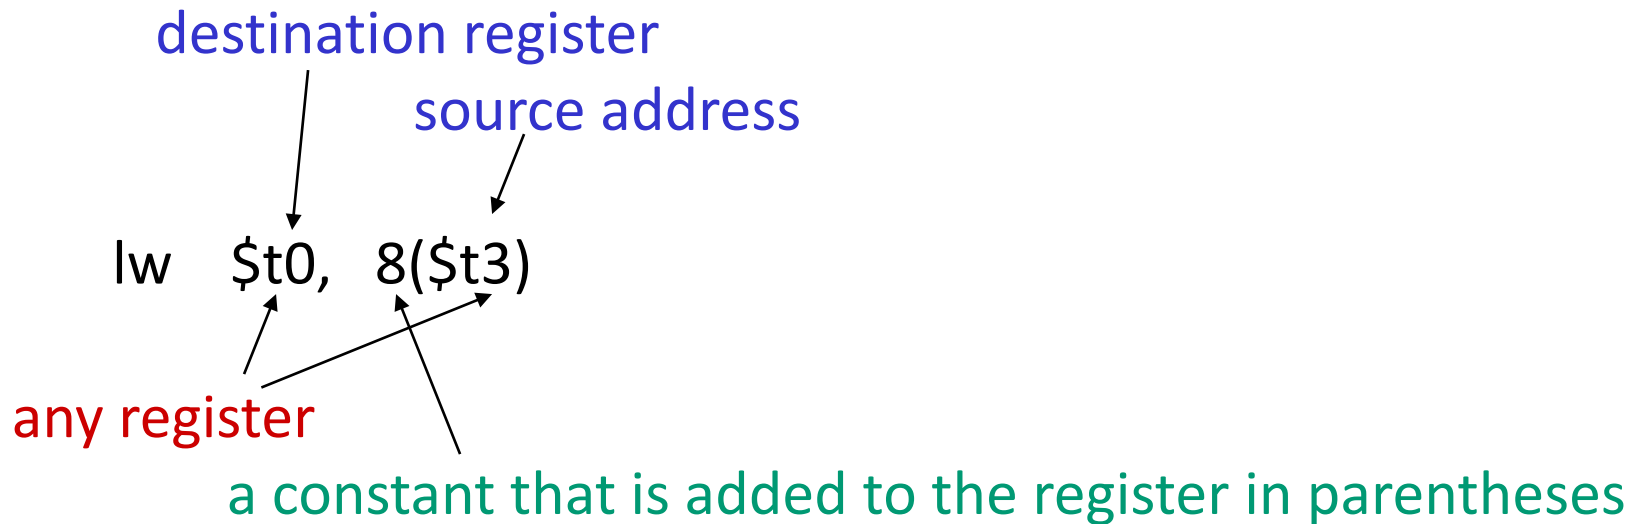 destination register
source address
lw $t0, 8($t3)
any register
a constant that is added to the register in parentheses